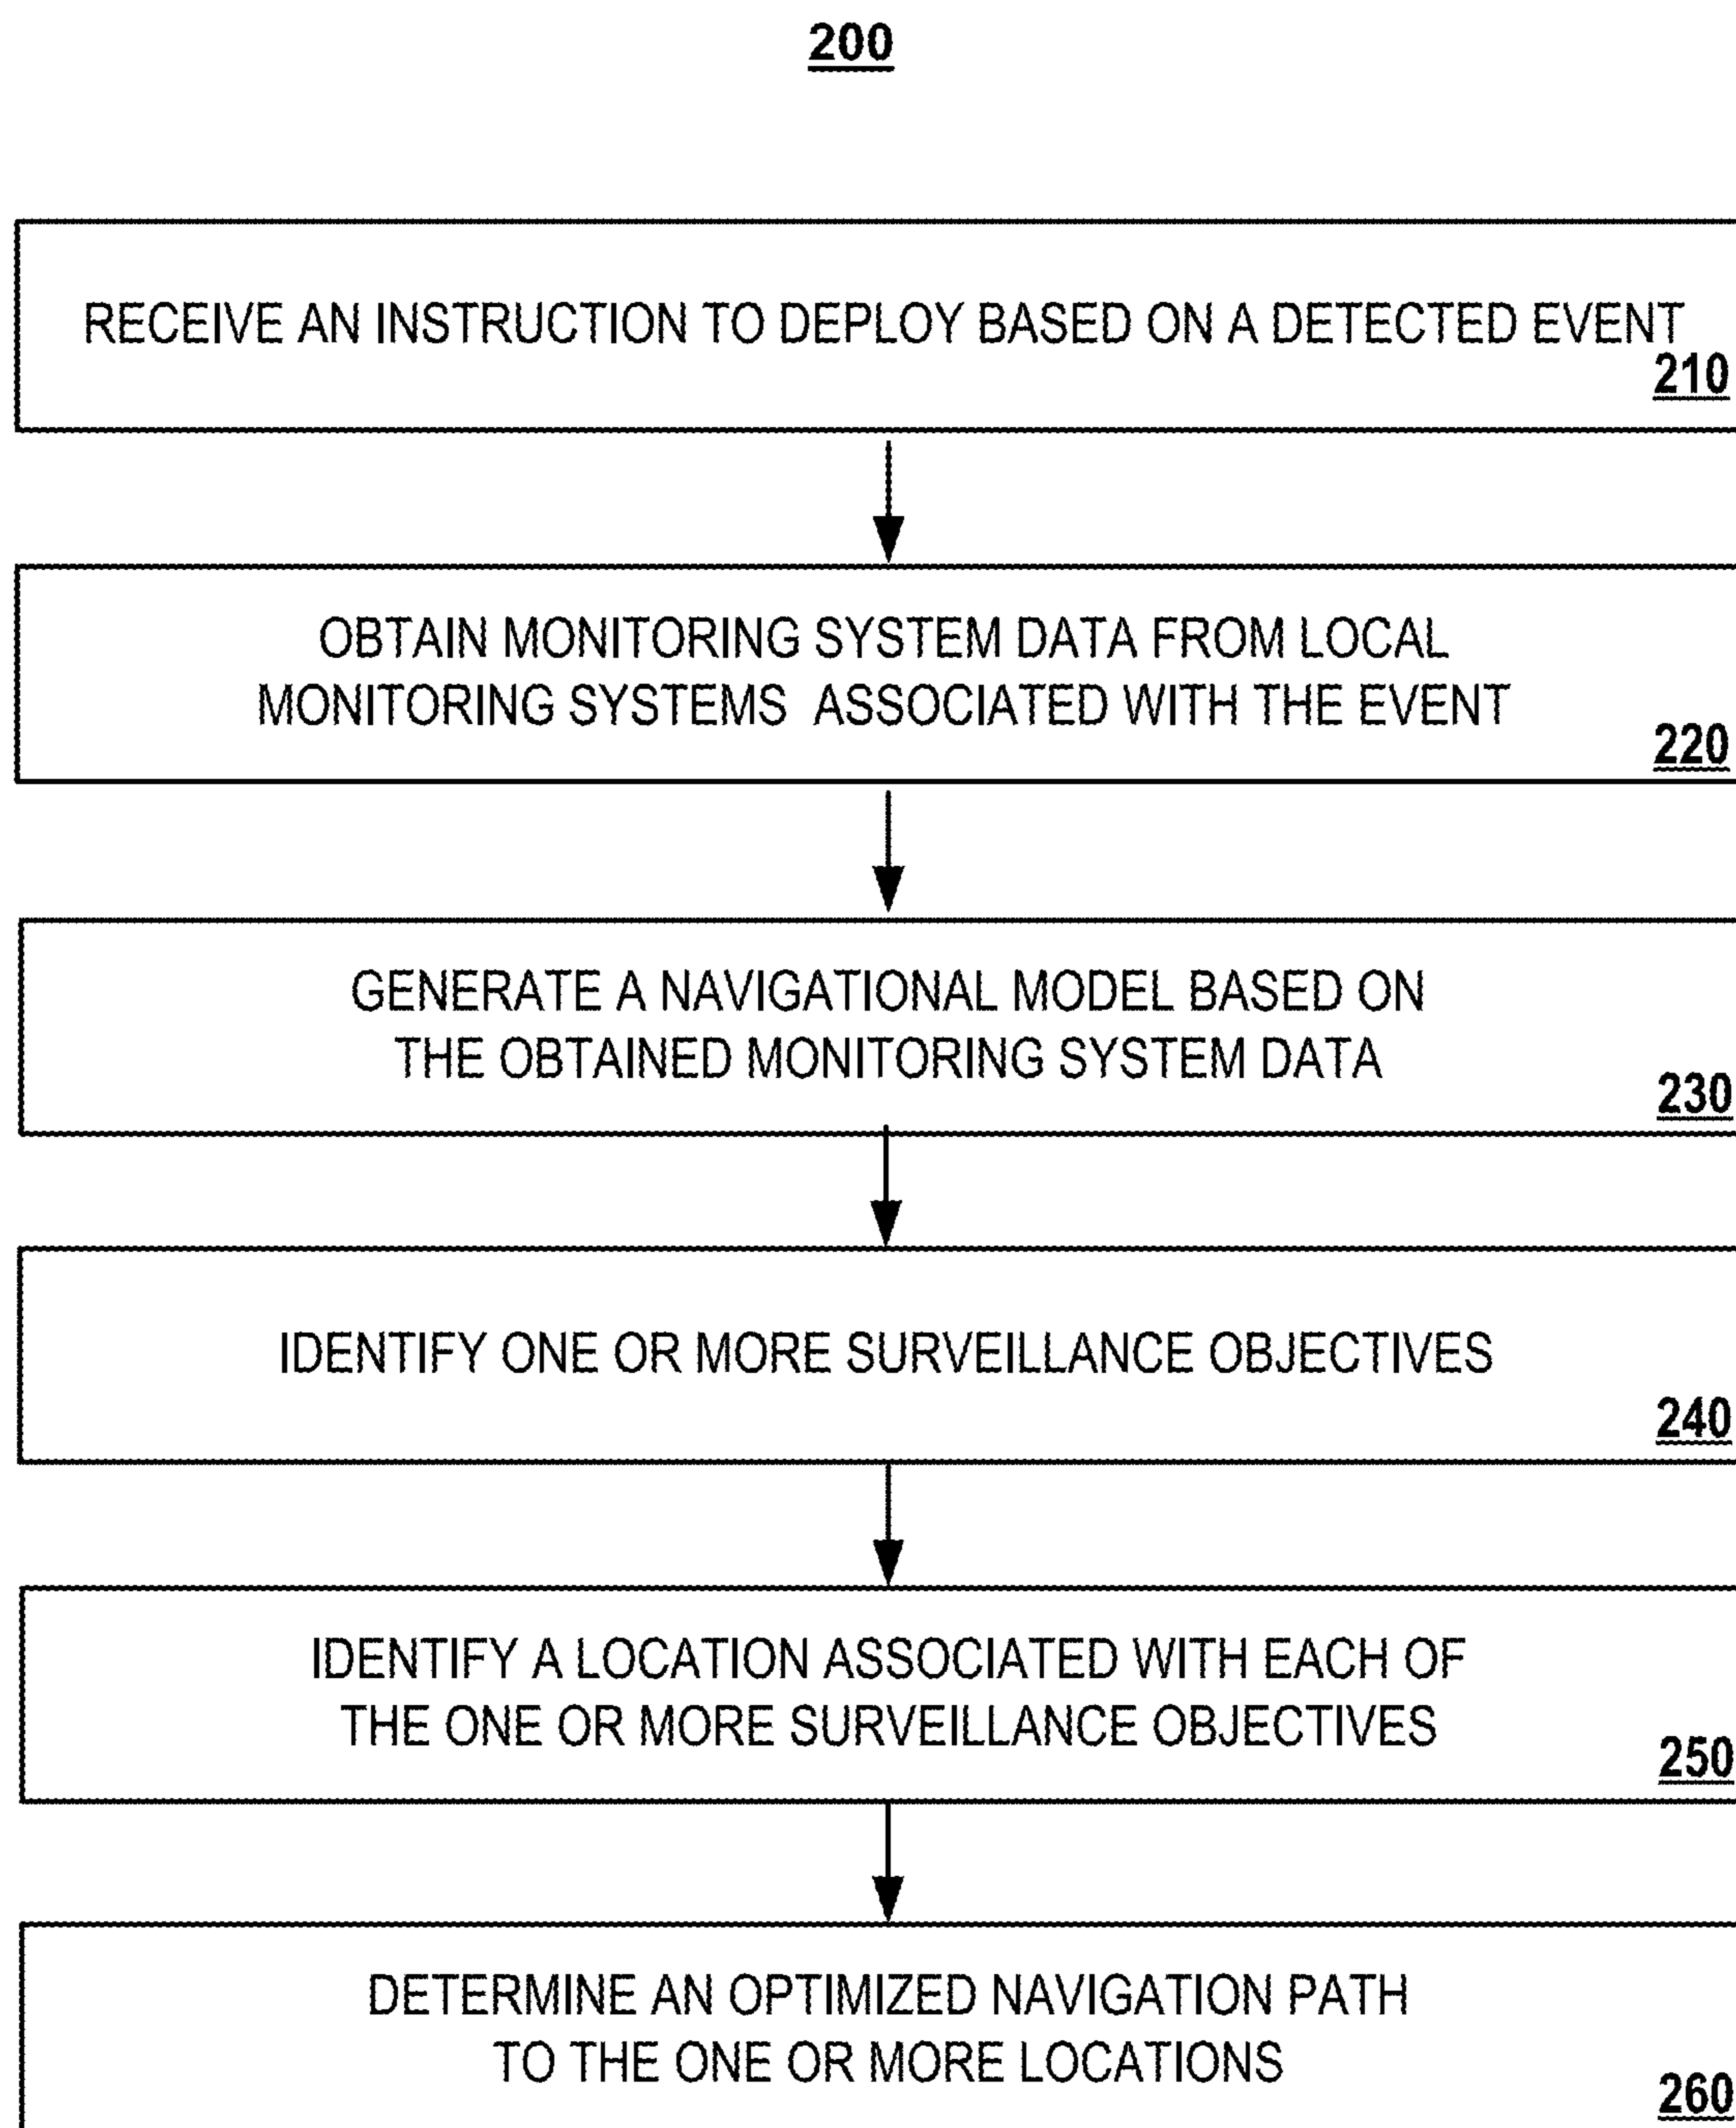 200
RECEIVE AN INSTRUCTION TO DEPLOY BASED ON A DETECTED EVENT
210
OBTAIN MONITORING SYSTEM DATA FROM LOCAL
MONITORING SYSTEMS ASSOCIATED WITH THE EVENT
220
GENERATE A NAVIGATIONAL MODEL BASED ON
THE OBTAINED MONITORING SYSTEM DATA
230
IDENTIFY ONE OR MORE SURVEILLANCE OBJECTIVES
240
IDENTIFY A LOCATION ASSOCIATED WITH EACH OF
THE ONE OR MORE SURVEILLANCE OBJECTIVES
250
DETERMINE AN OPTIMIZED NAVIGATION PATH
TO THE ONE OR MORE LOCATIONS
260